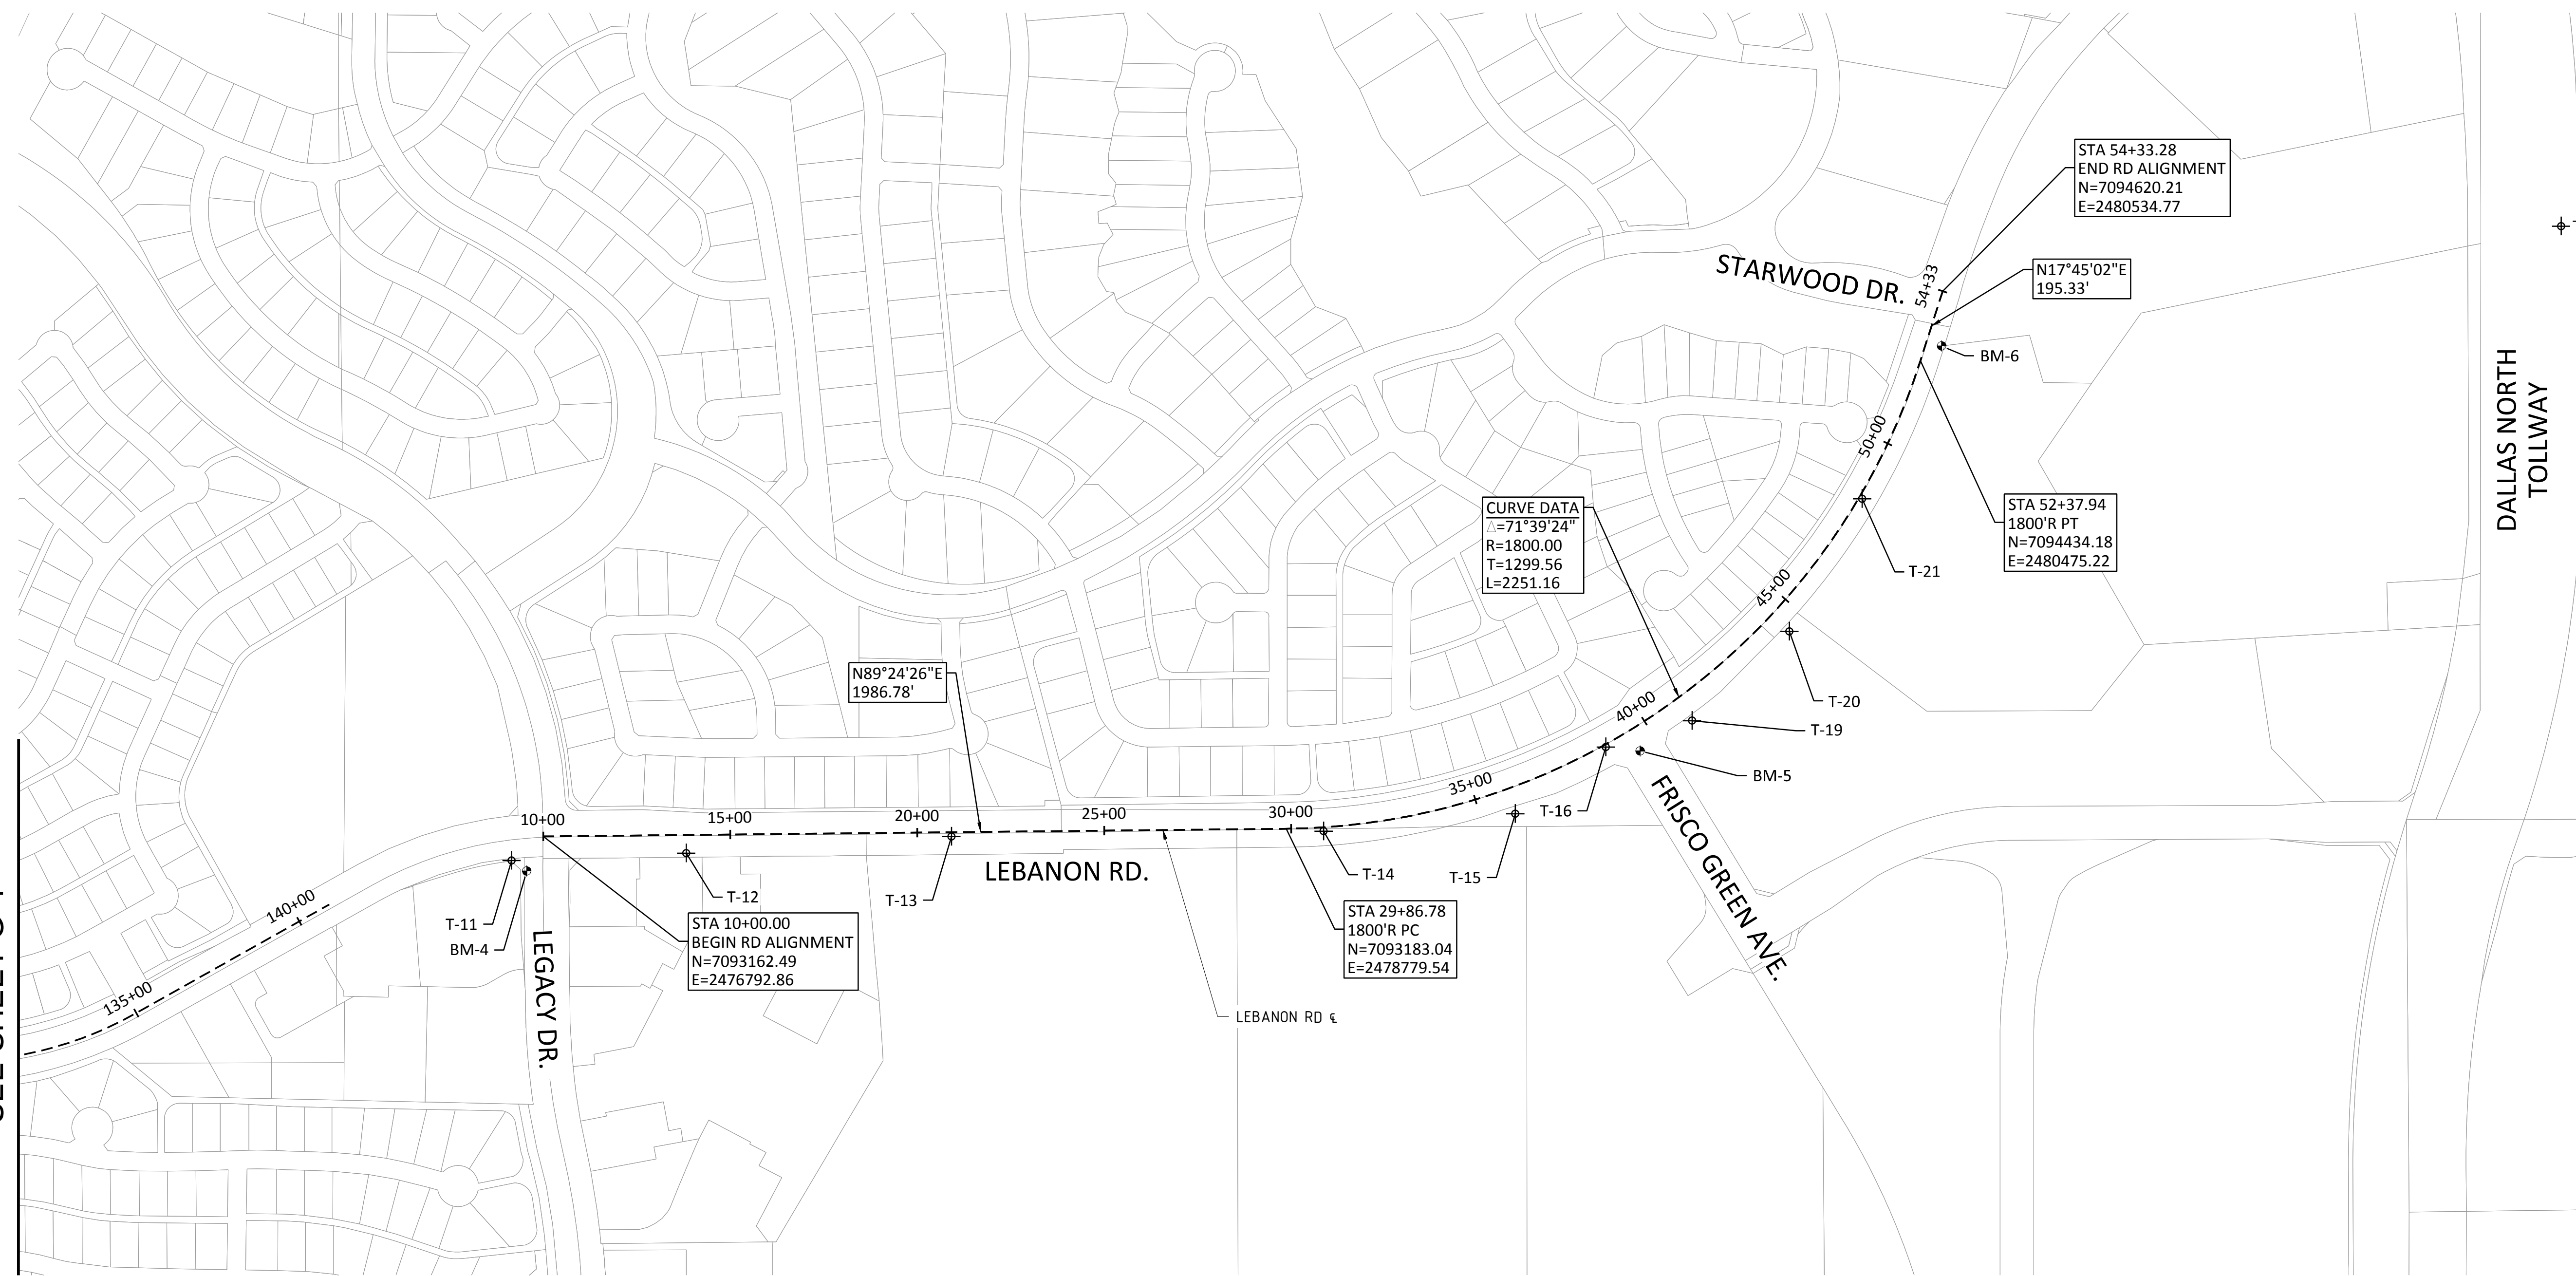 STA 54+33.28
END RD ALIGNMENT
N=7094620.21
E=2480534.77
STARWOOD DR.
54+33
N17°45'02"E
195.33'
BM-6
DALLAS NORTH
TOLLWAY
50+00
CURVE DATA
△=71°39'24"
R=1800.00
T=1299.56
L=2251.16
STA 52+37.94
1800'R PT
N=7094434.18
E=2480475.22
T-21
45+00
N89°24'26"E
1986.78'
T-20
40+00
T-19
BM-5
35+00
T-16
10+00
15+00
20+00
25+00
30+00
LEBANON RD.
FRISCO GREEN AVE.
T-14
T-15
T-12
T-13
140+00
T-11
BM-4
STA 10+00.00
BEGIN RD ALIGNMENT
N=7093162.49
E=2476792.86
STA 29+86.78
1800'R PC
N=7093183.04
E=2478779.54
LEGACY DR.
135+00
LEBANON RD ℄